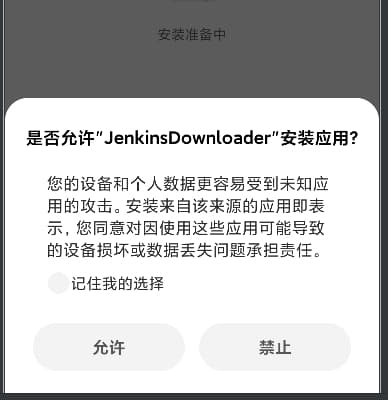 安装准备中
是否允许"JenkinsDownloader"安装应用?
您的设备和个人数据更容易受到未知应
用的攻击。安装来自该来源的应用即表
示，您同意对因使用这些应用可能导致
的设备损坏或数据丢失问题承担责任。
记住我的选择
允许
禁止